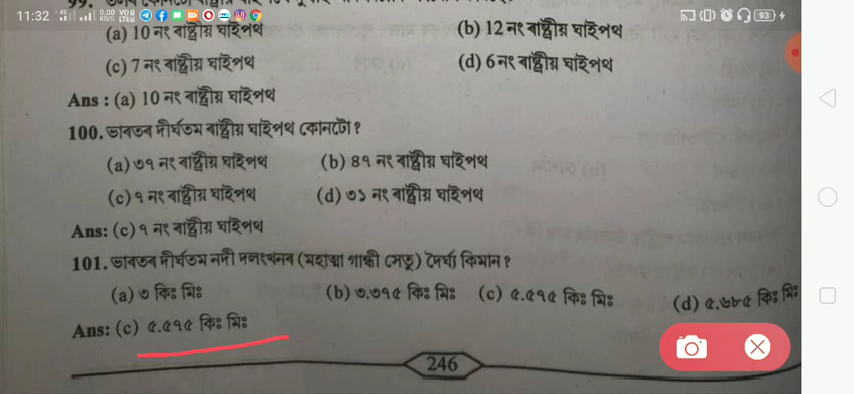 11:32
93
(a) 10 নং ৰাষ্ট্ৰীয় ঘাইপথ (b) 12 নং ৰাষ্ট্ৰীয় ঘাইপথ
(c) 7 নং ৰাষ্ট্ৰীয় ঘাইপথ (d) 6 নং ৰাষ্ট্ৰীয় ঘাইপথ
Ans : (a) 10 নং ৰাষ্ট্ৰীয় ঘাইপথ
100. ভাৰতৰ দীৰ্ঘতম ৰাষ্ট্ৰীয় ঘাইপথ কোনটো?
(a) ৩৭ নং ৰাষ্ট্ৰীয় ঘাইপথ (b) ৪৭ নং ৰাষ্ট্ৰীয় ঘাইপথ
(c) ৭ নং ৰাষ্ট্ৰীয় ঘাইপথ (d) ৩১ নং ৰাষ্ট্ৰীয় ঘাইপথ
Ans: (c) ৭ নং ৰাষ্ট্ৰীয় ঘাইপথ
101. ভাৰতৰ দীৰ্ঘতম নদী দলংখনৰ (মহাত্মা গান্ধী সেতু) দৈৰ্ঘ্য কিমান?
(a) ৩ কিঃ মিঃ (b) ৩.৩৭৫ কিঃ মিঃ (c) ৫.৫৭৫ কিঃ মিঃ (d) ৫.৬৮৫ কিঃ মিঃ
Ans: (c) ৫.৫৭৫ কিঃ মিঃ
246